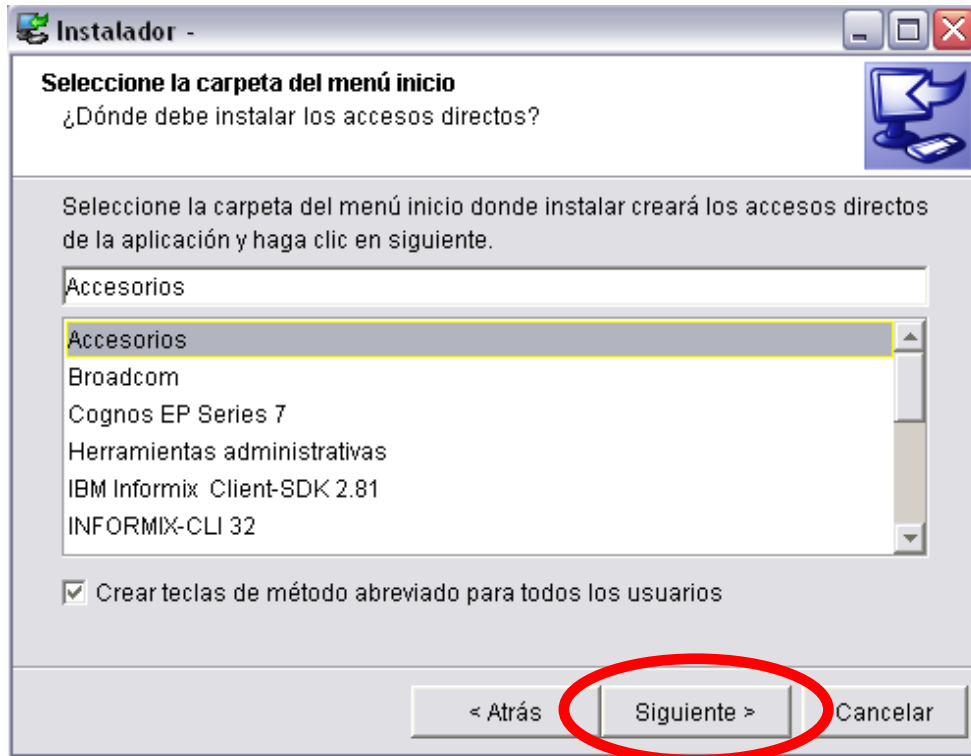 Instalador -
Seleccione la carpeta del menú inicio
¿Dónde debe instalar los accesos directos?
Seleccione la carpeta del menú inicio donde instalar creará los accesos directos
de la aplicación y haga clic en siguiente.
Accesorios
Accesorios
Broadcom
Cognos EP Series 7
Herramientas administrativas
IBM Informix Client-SDK 2.81
INFORMIX-CLI 32
Crear teclas de método abreviado para todos los usuarios
< Atrás
Siguiente >
Cancelar